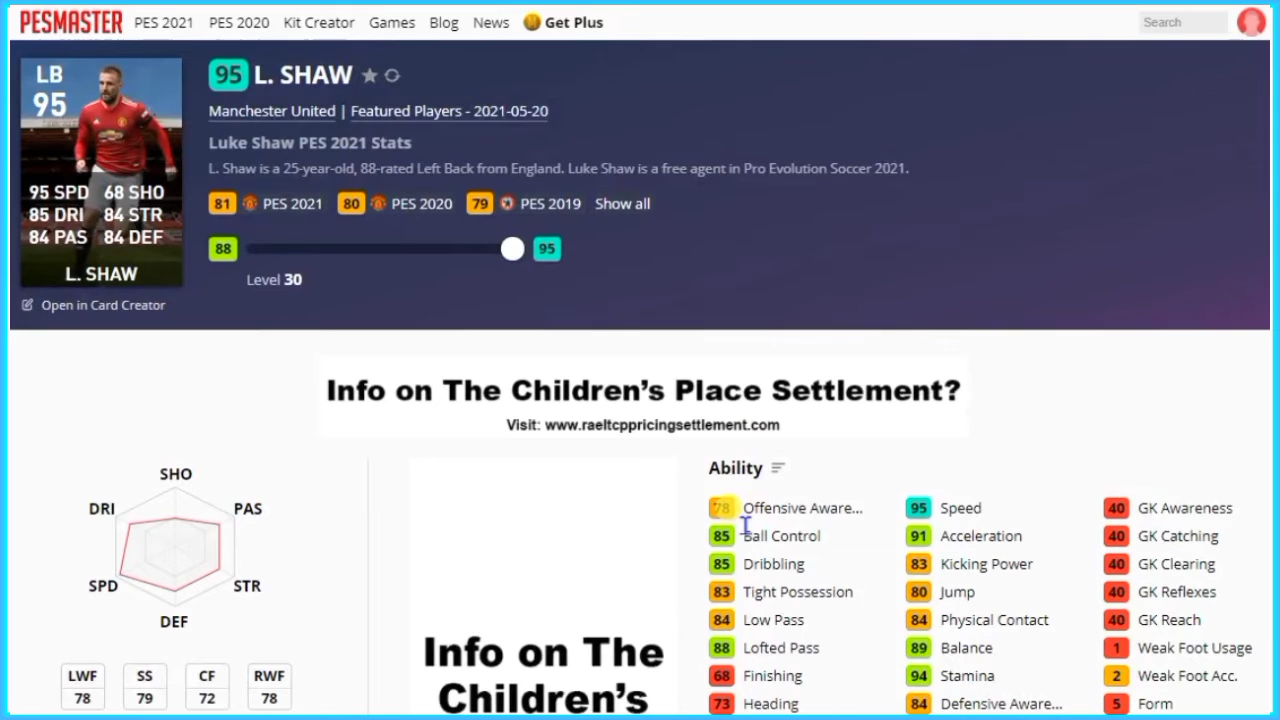 PESMASTER PES 2021 PES 2020 Kit Creator Games Blog News Get Plus Search
LB
95
95 SPD 68 SHO
85 DRI 84 STR
84 PAS 84 DEF
L. SHAW
Open in Card Creator
95 L. SHAW
Manchester United | Featured Players - 2021-05-20
Luke Shaw PES 2021 Stats
L. Shaw is a 25-year-old, 88-rated Left Back from England. Luke Shaw is a free agent in Pro Evolution Soccer 2021.
81 PES 2021 80 PES 2020 79 PES 2019 Show all
88 95
Level 30
Info on The Children's Place Settlement?
Visit: www.raeltcppricingsettlement.com
SHO
DRI PAS
SPD STR
DEF
LWF SS CF RWF
78 79 72 78
Info on The
Children's
Ability
78 Offensive Aware... 95 Speed 40 GK Awareness
85 Ball Control 91 Acceleration 40 GK Catching
85 Dribbling 83 Kicking Power 40 GK Clearing
83 Tight Possession 80 Jump 40 GK Reflexes
84 Low Pass 84 Physical Contact 40 GK Reach
88 Lofted Pass 89 Balance 1 Weak Foot Usage
68 Finishing 94 Stamina 2 Weak Foot Acc.
73 Heading 84 Defensive Aware... 5 Form